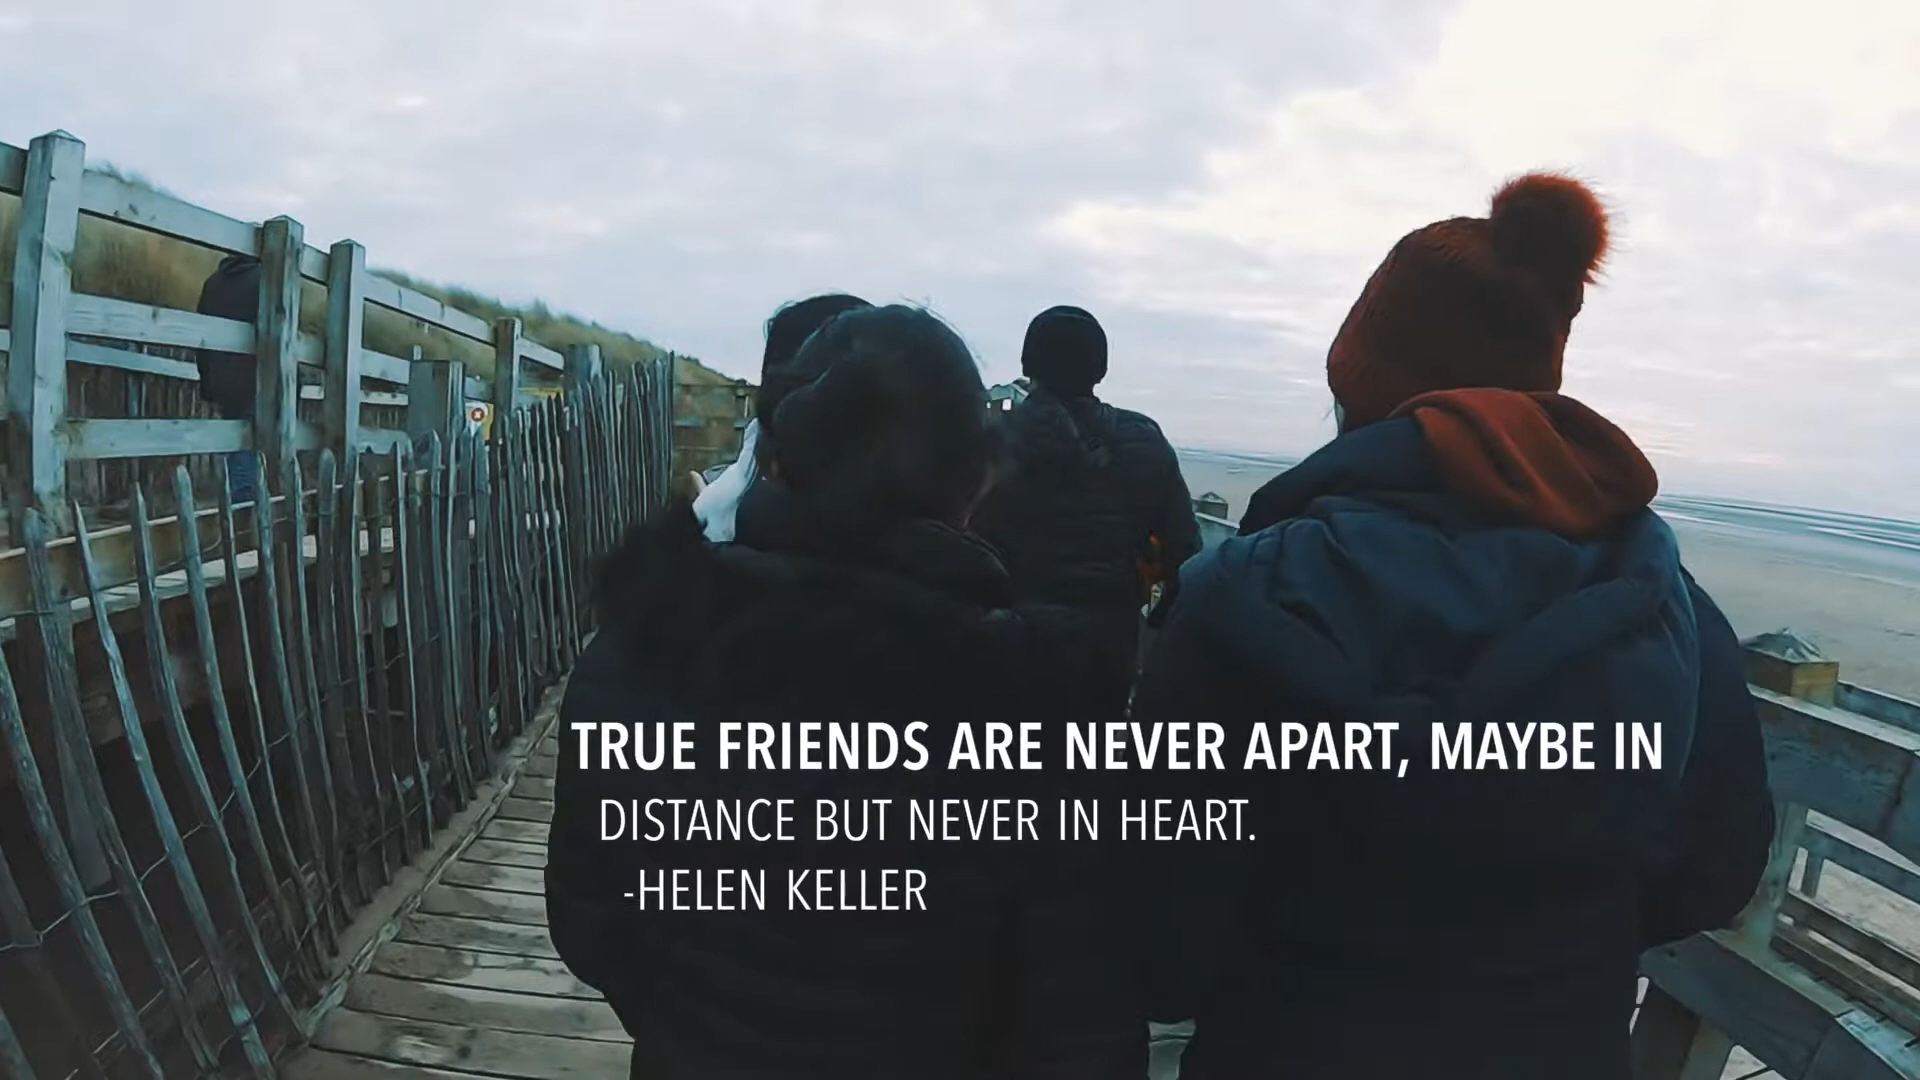 TRUE FRIENDS ARE NEVER APART, MAYBE IN
DISTANCE BUT NEVER IN HEART.
-HELEN KELLER